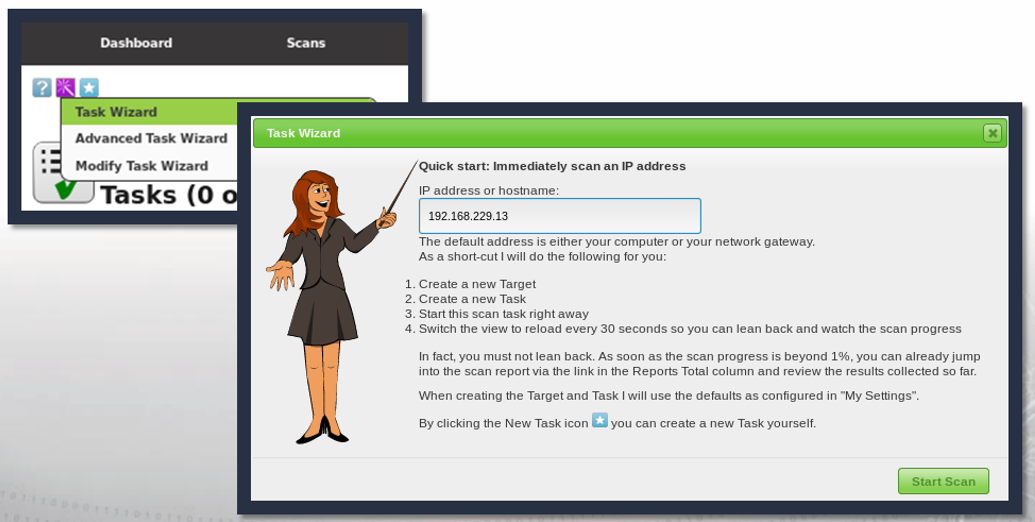 Dashboard Scans
?
Task Wizard
Advanced Task Wizard
Modify Task Wizard
Tasks (0 o
Task Wizard
Quick start: Immediately scan an IP address
IP address or hostname:
192.168.229.13
The default address is either your computer or your network gateway.
As a short-cut I will do the following for you:
1. Create a new Target
2. Create a new Task
3. Start this scan task right away
4. Switch the view to reload every 30 seconds so you can lean back and watch the scan progress
In fact, you must not lean back. As soon as the scan progress is beyond 1%, you can already jump
into the scan report via the link in the Reports Total column and review the results collected so far.
When creating the Target and Task I will use the defaults as configured in "My Settings".
By clicking the New Task icon you can create a new Task yourself.
Start Scan